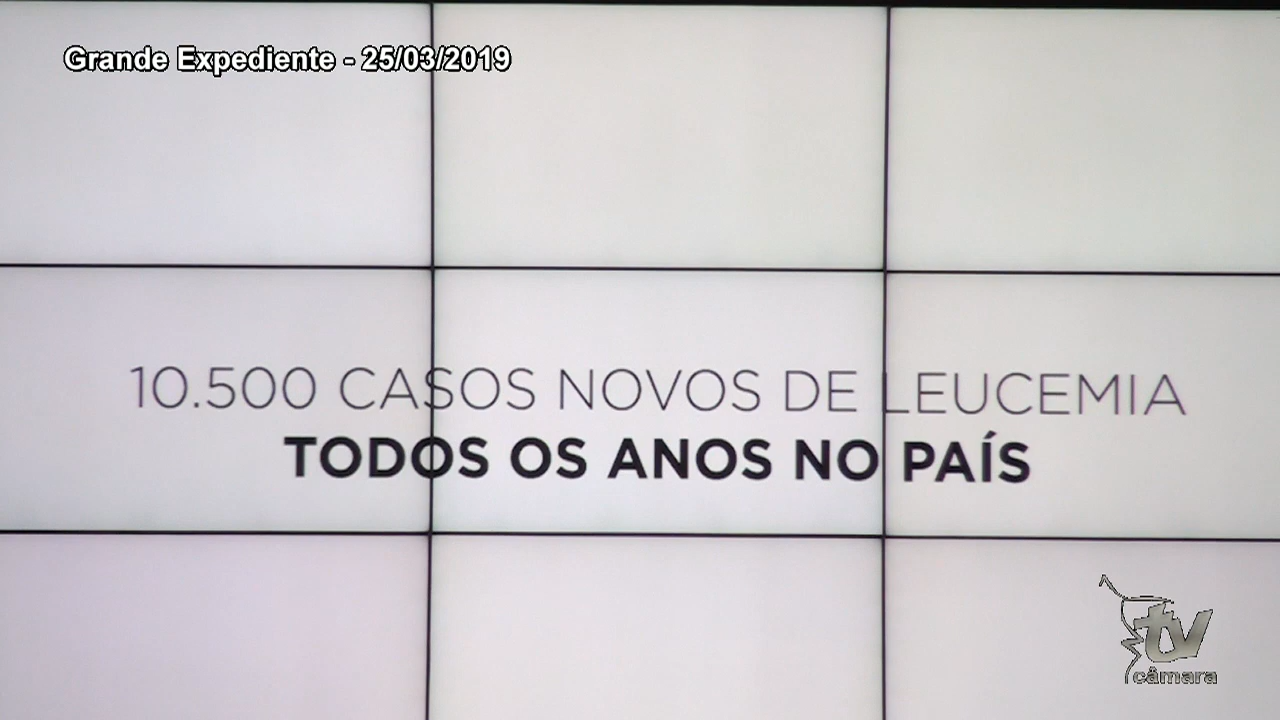 Grande Expediente - 25/03/2019
10.500 CASOS NOVOS DE LEUCEMIA
TODOS OS ANOS NO PAÍS
tv
câmara